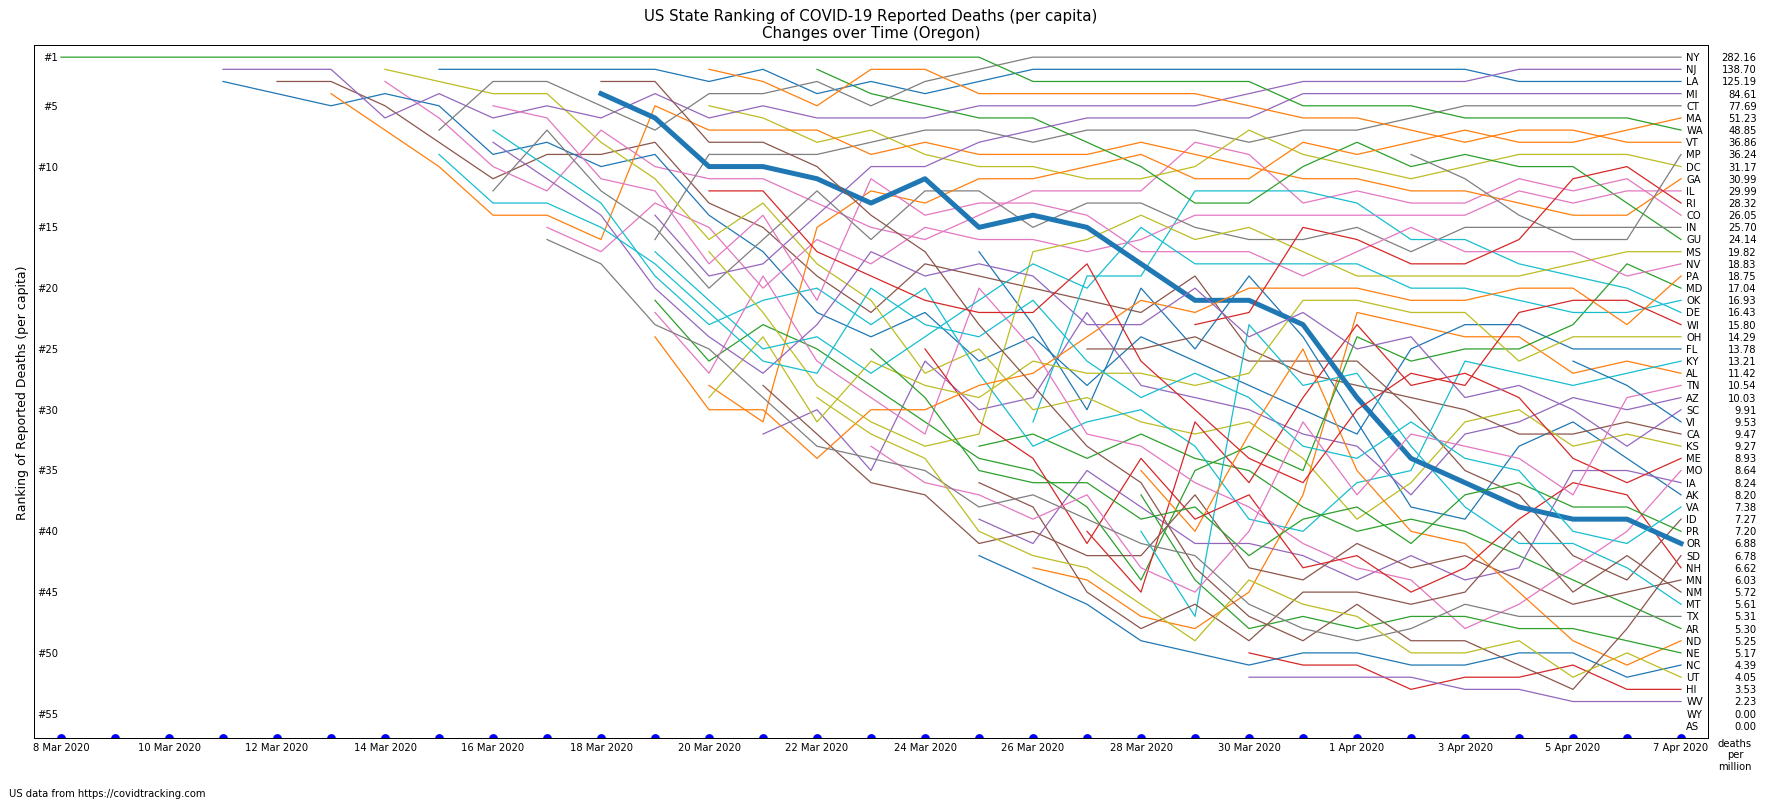 US State Ranking of COVID-19 Reported Deaths (per capita)
Changes over Time (Oregon)
Ranking of Reported Deaths (per capita)
#1
#5
#10
#15
#20
#25
#30
#35
#40
#45
#50
#55
NY 282.16
NJ 138.70
LA 125.19
MI 84.61
CT 77.69
MA 51.23
WA 48.85
VT 36.86
MP 36.24
DC 31.17
GA 30.99
IL 29.99
RI 28.32
CO 26.05
IN 25.70
GU 24.14
MS 19.82
NV 18.83
PA 18.75
MD 17.04
OK 16.93
DE 16.43
WI 15.80
OH 14.29
FL 13.78
KY 13.21
AL 11.42
TN 10.54
AZ 10.03
SC 9.91
VI 9.53
CA 9.47
KS 9.27
ME 8.93
MO 8.64
IA 8.24
AK 8.20
VA 7.38
ID 7.27
PR 7.20
OR 6.88
SD 6.78
NH 6.62
MN 6.03
NM 5.72
MT 5.61
TX 5.31
AR 5.30
ND 5.25
NE 5.17
NC 4.39
UT 4.05
HI 3.53
WV 2.23
WY 0.00
AS 0.00
8 Mar 2020 10 Mar 2020 12 Mar 2020 14 Mar 2020 16 Mar 2020 18 Mar 2020 20 Mar 2020 22 Mar 2020 24 Mar 2020 26 Mar 2020 28 Mar 2020 30 Mar 2020 1 Apr 2020 3 Apr 2020 5 Apr 2020 7 Apr 2020
deaths
per
million
US data from https://covidtracking.com